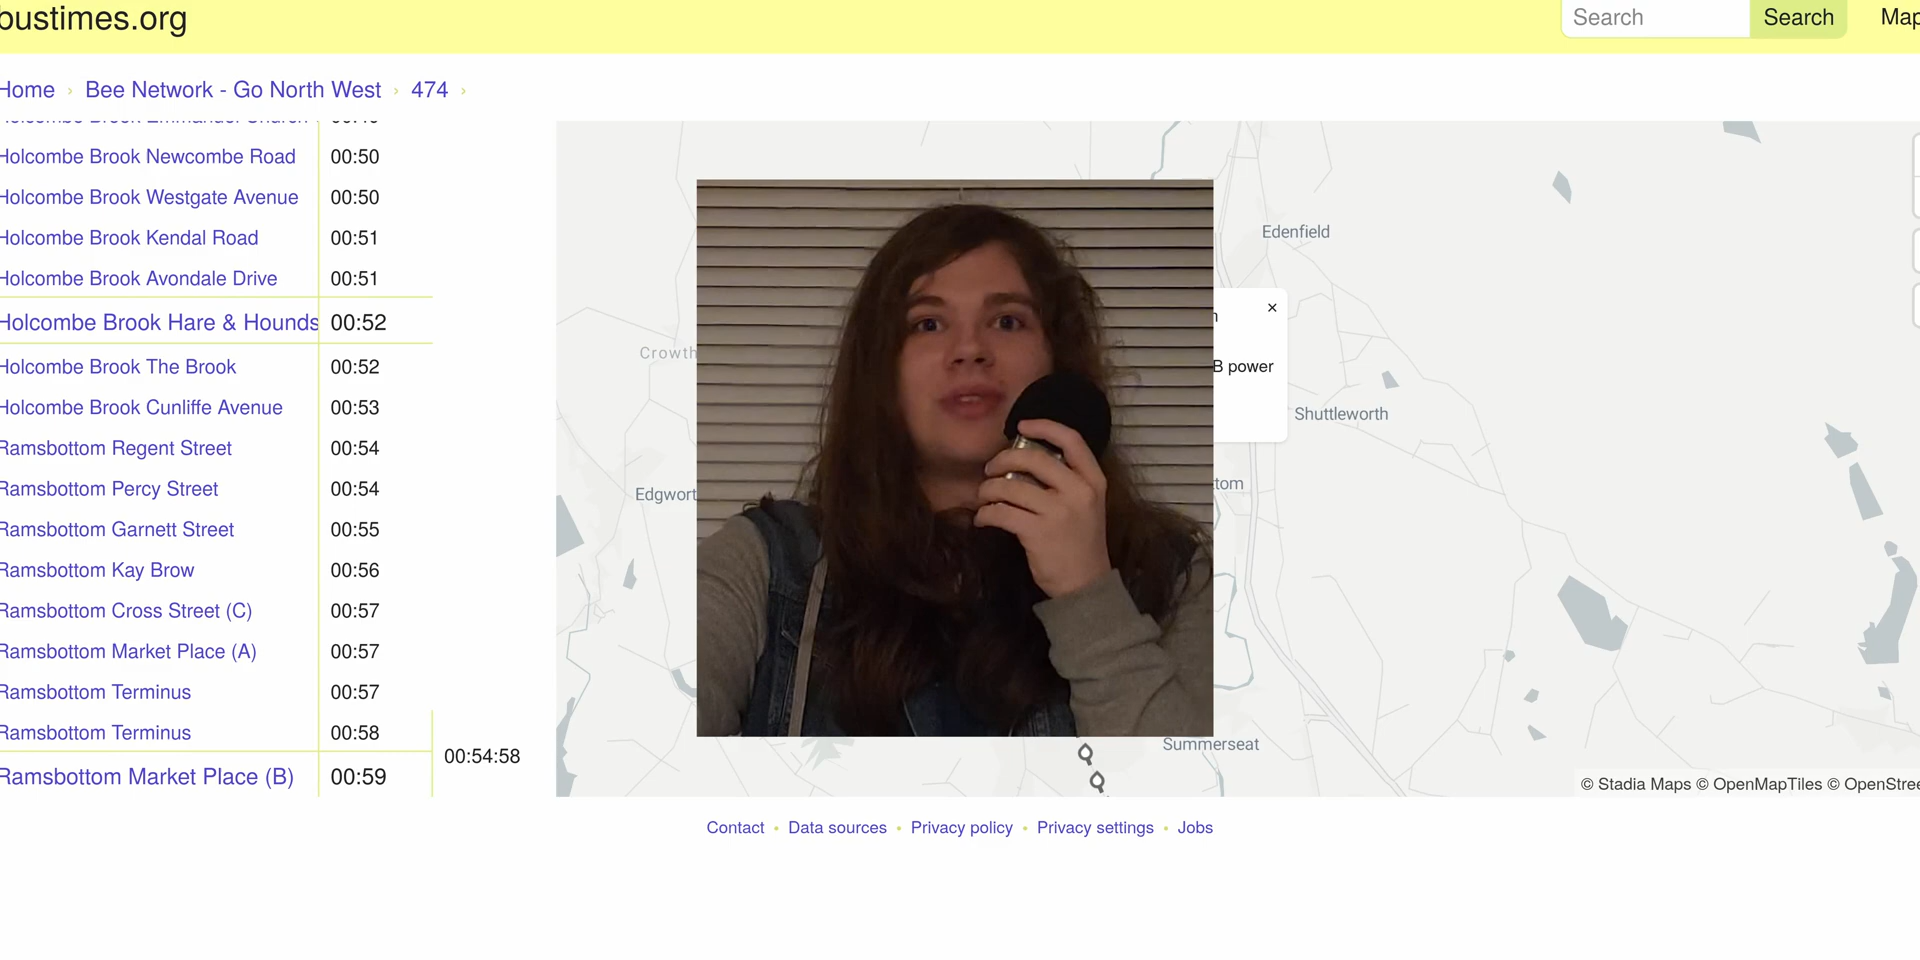 bustimes.org
Search
Search
Map
Home › Bee Network - Go North West › 474 ›
Holcombe Brook Newcombe Road 00:50
Holcombe Brook Westgate Avenue 00:50
Holcombe Brook Kendal Road 00:51
Holcombe Brook Avondale Drive 00:51
Holcombe Brook Hare & Hounds 00:52
Holcombe Brook The Brook 00:52
Holcombe Brook Cunliffe Avenue 00:53
Ramsbottom Regent Street 00:54
Ramsbottom Percy Street 00:54
Ramsbottom Garnett Street 00:55
Ramsbottom Kay Brow 00:56
Ramsbottom Cross Street (C) 00:57
Ramsbottom Market Place (A) 00:57
Ramsbottom Terminus 00:57
Ramsbottom Terminus 00:58
00:54:58
Ramsbottom Market Place (B) 00:59
Edenfield
×
Crowth
B power
Shuttleworth
Edgwort
tom
Summerseat
© Stadia Maps © OpenMapTiles © OpenStree
Contact • Data sources • Privacy policy • Privacy settings • Jobs